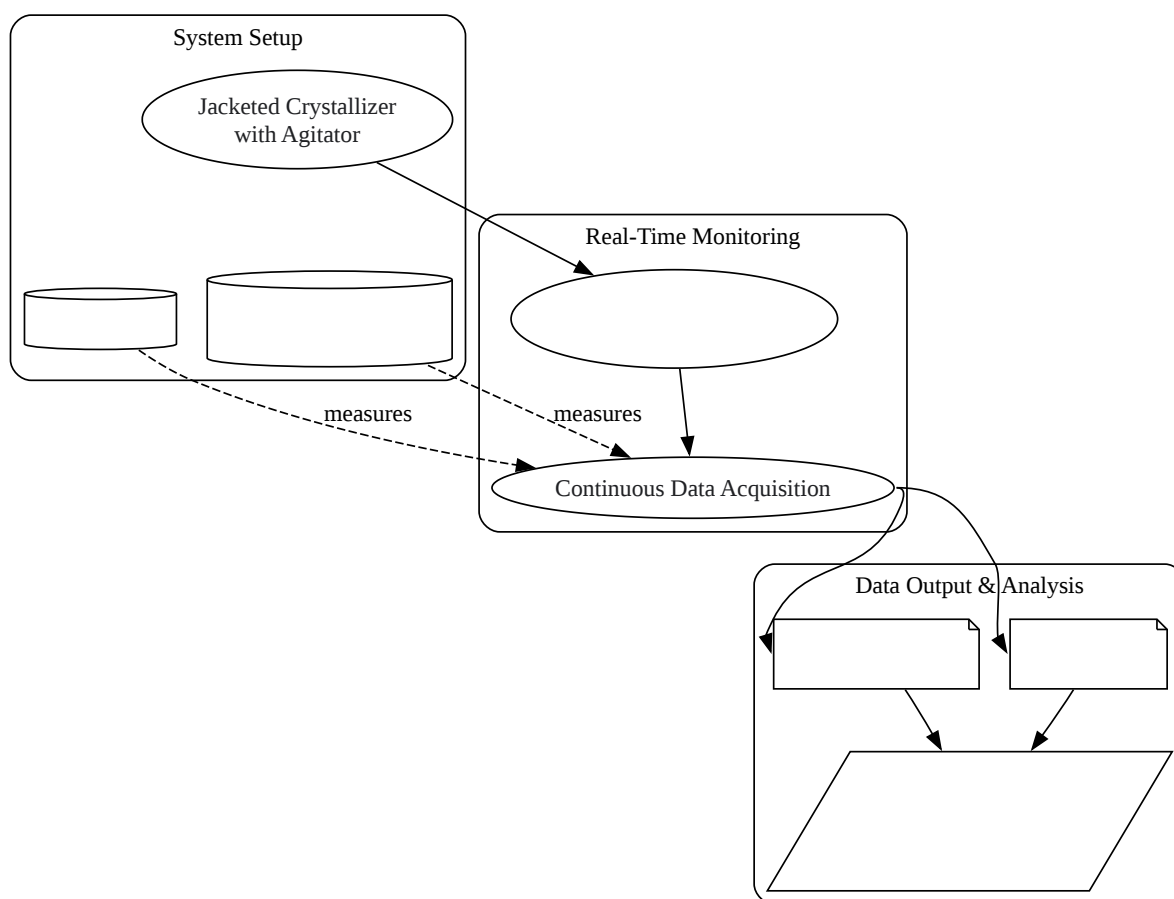 System Setup
Jacketed Crystallizer
with Agitator
Real-Time Monitoring
measures
measures
Continuous Data Acquisition
Data Output & Analysis